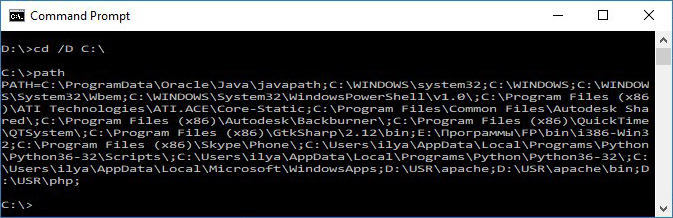 Command Prompt
D:\>cd /D C:\
C:\>path
PATH=C:\ProgramData\Oracle\Java\javapath;C:\WINDOWS\system32;C:\WINDOWS;C:\WINDOW
S\System32\Wbem;C:\WINDOWS\System32\WindowsPowerShell\v1.0\;C:\Program Files (x86
)\ATI Technologies\ATI.ACE\Core-Static;C:\Program Files\Common Files\Autodesk Sha
red\;C:\Program Files (x86)\Autodesk\Backburner\;C:\Program Files (x86)\QuickTime
\QTSystem\;C:\Program Files (x86)\GtkSharp\2.12\bin;E:\Программы\FP\bin\i386-Win3
2;C:\Program Files (x86)\Skype\Phone\;C:\Users\ilya\AppData\Local\Programs\Python
\Python36-32\Scripts\;C:\Users\ilya\AppData\Local\Programs\Python\Python36-32\;C:
\Users\ilya\AppData\Local\Microsoft\WindowsApps;D:\USR\apache;D:\USR\apache\bin;D
:\USR\php;
C:\>